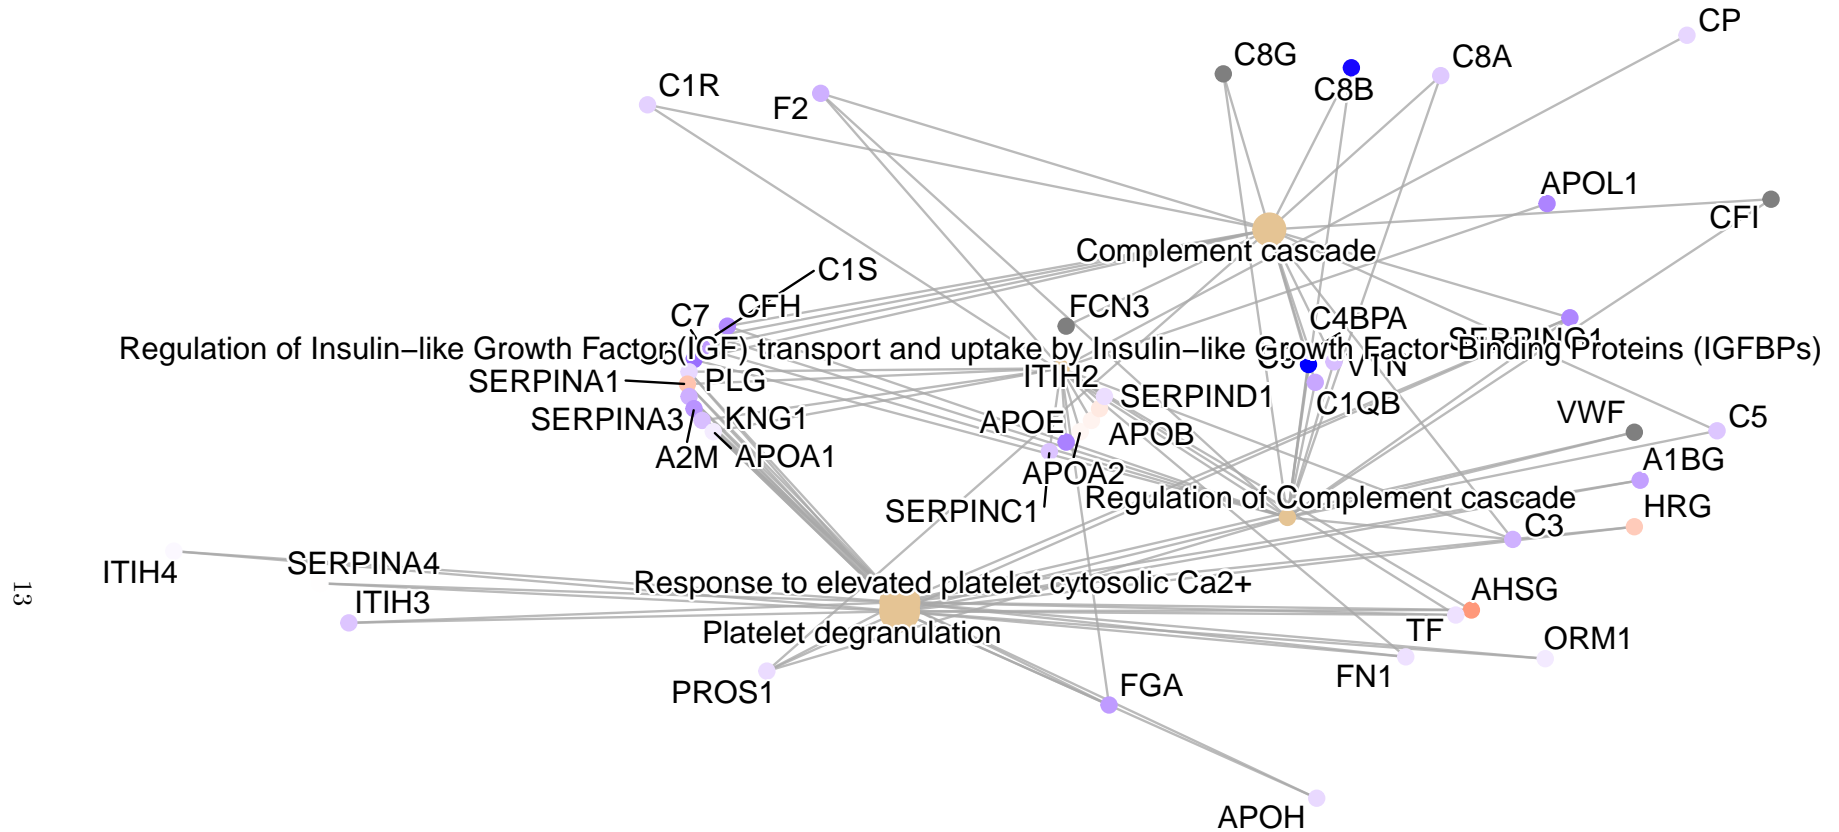 CP
C8G
C8A
C1R
C8B
F2
APOL1
CFI
Complement cascade
C1S
CFH
FCN3
C7
C4BPA
SERPING1
Regulation of Insulin−like Growth Factor (IGF) transport and uptake by Insulin−like Growth Factor Binding Proteins (IGFBPs)
VTN
ITIH2
SERPINA1
PLG
SERPIND1
C1QB
SERPINA3
KNG1
APOE
APOB
VWF
C5
A2M
APOA1
A1BG
APOA2
Regulation of Complement cascade
SERPINC1
HRG
C3
ITIH4
SERPINA4
Response to elevated platelet cytosolic Ca2+
AHSG
ITIH3
Platelet degranulation
TF
ORM1
PROS1
FN1
FGA
APOH
13